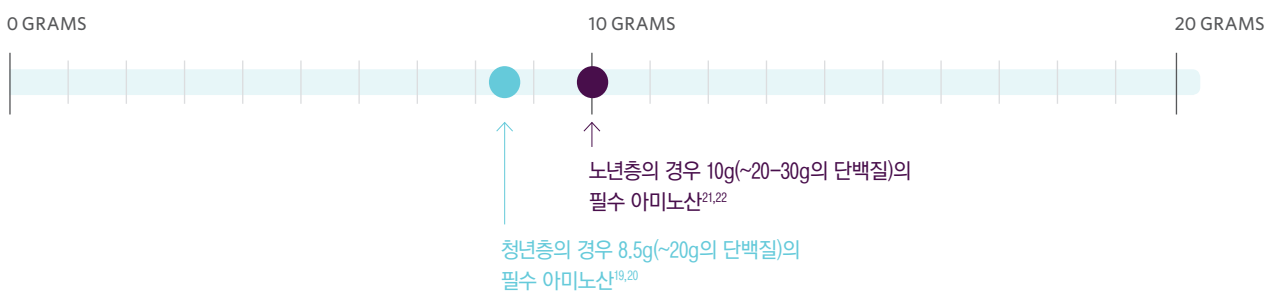 0 GRAMS
10 GRAMS
20 GRAMS
노년층의 경우 10g(~20-30g의 단백질)의
필수 아미노산21,22
청년층의 경우 8.5g(~20g의 단백질)의
필수 아미노산19,20